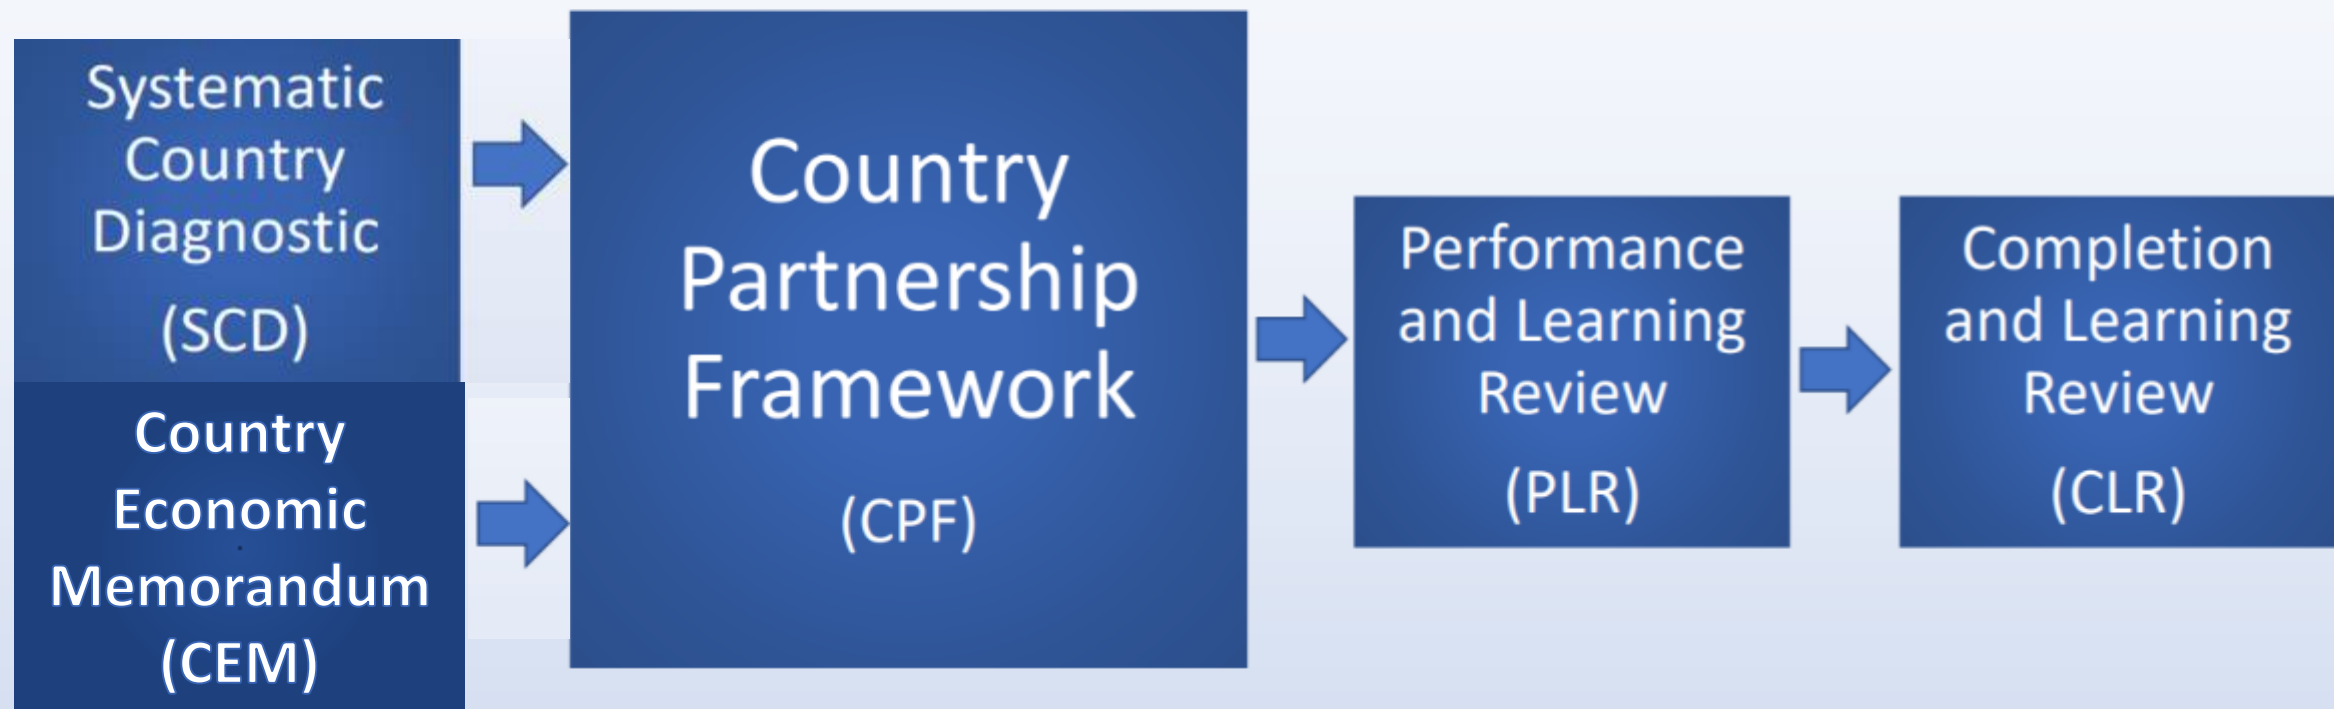 Systematic
Country
Diagnostic
(SCD)
Country
Economic
Memorandum
(CEM)
Country
Partnership
Framework
(CPF)
Performance
and Learning
Review
(PLR)
Completion
and Learning
Review
(CLR)